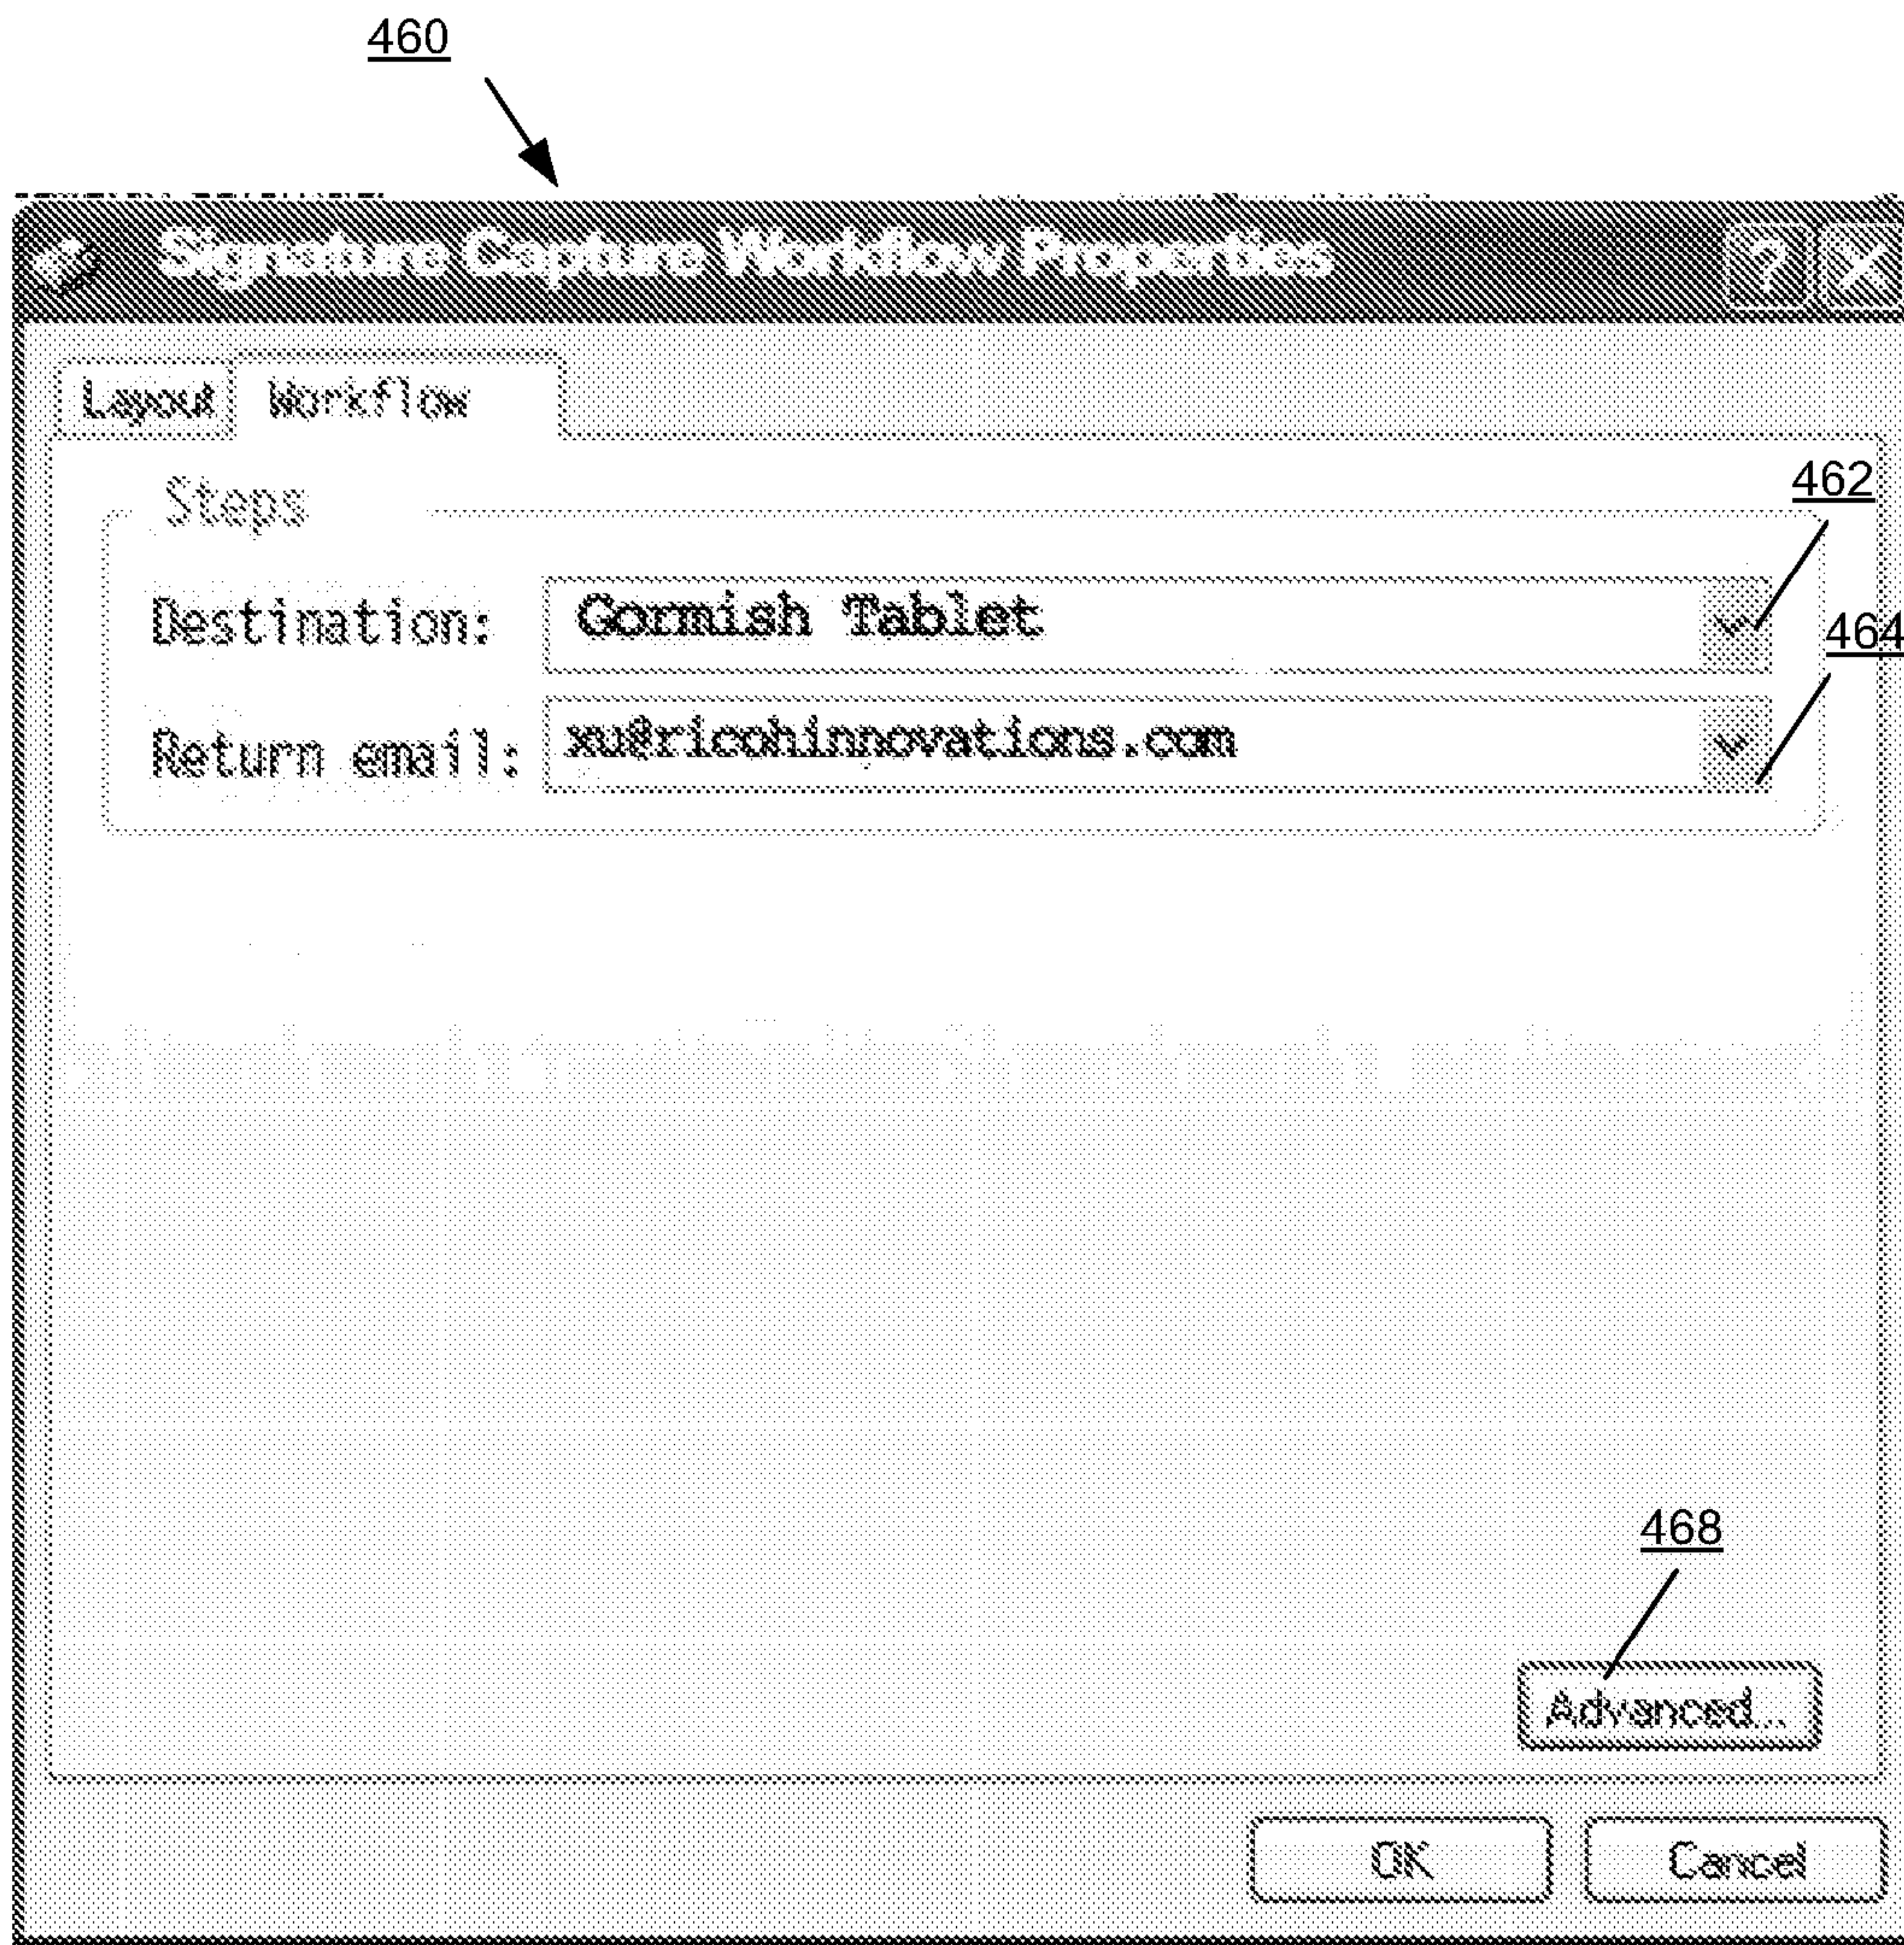 460
Signature Capture Workflow Properties ? X
Layout Workflow
Steps
462
Destination: Gormish Tablet
464
Return email: xu@ricohinnovations.com
468
Advanced...
OK Cancel